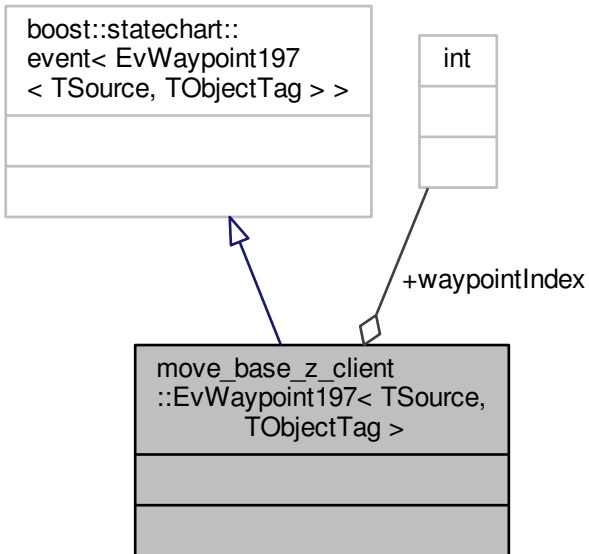 boost::statechart::
event< EvWaypoint197
< TSource, TObjectTag > >
int
+waypointIndex
move_base_z_client
::EvWaypoint197< TSource,
TObjectTag >